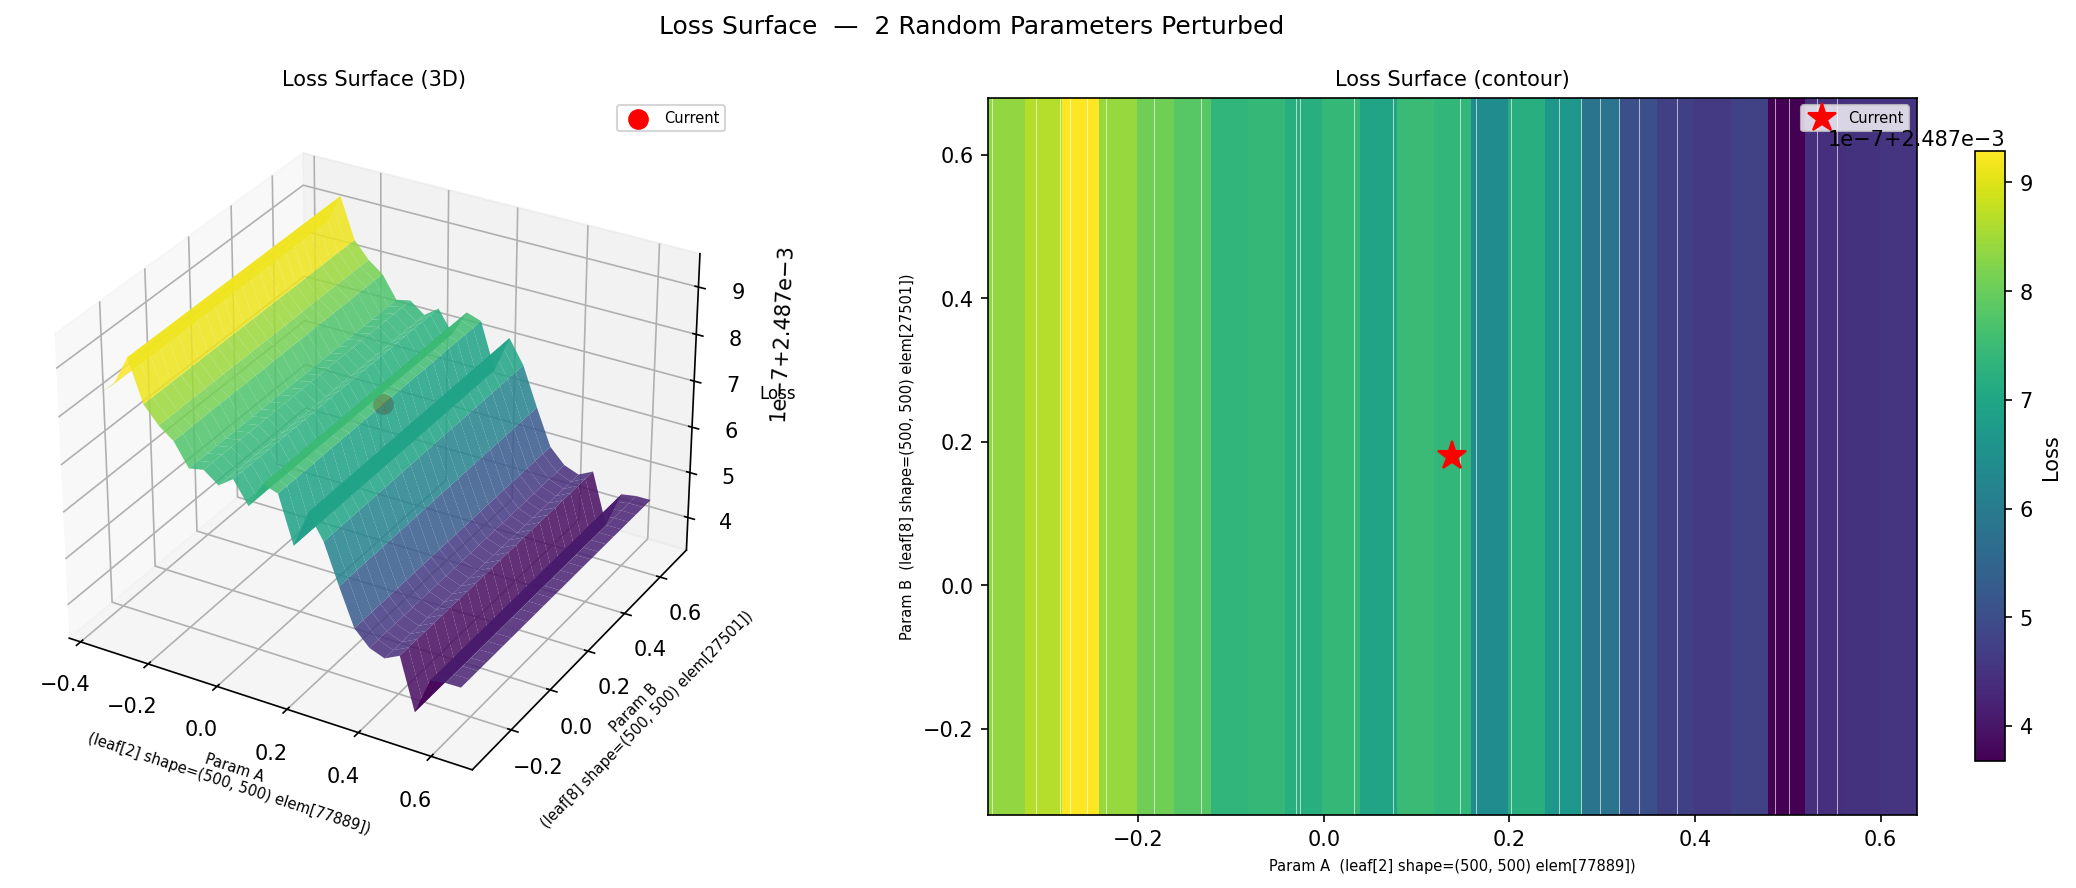 Loss Surface — 2 Random Parameters Perturbed
Loss Surface (3D)
Current
9
8
7
6
5
4
1e−7+2.487e−3
Loss
−0.4
−0.2
0.0
0.2
0.4
0.6
Param A
(leaf[2] shape=(500, 500) elem[77889])
−0.2
0.0
0.2
0.4
0.6
Param B
(leaf[8] shape=(500, 500) elem[27501])
Loss Surface (contour)
Current
0.6
0.4
0.2
0.0
−0.2
Param B (leaf[8] shape=(500, 500) elem[27501])
−0.2
0.0
0.2
0.4
0.6
Param A (leaf[2] shape=(500, 500) elem[77889])
1e−7+2.487e−3
9
8
7
6
5
4
Loss